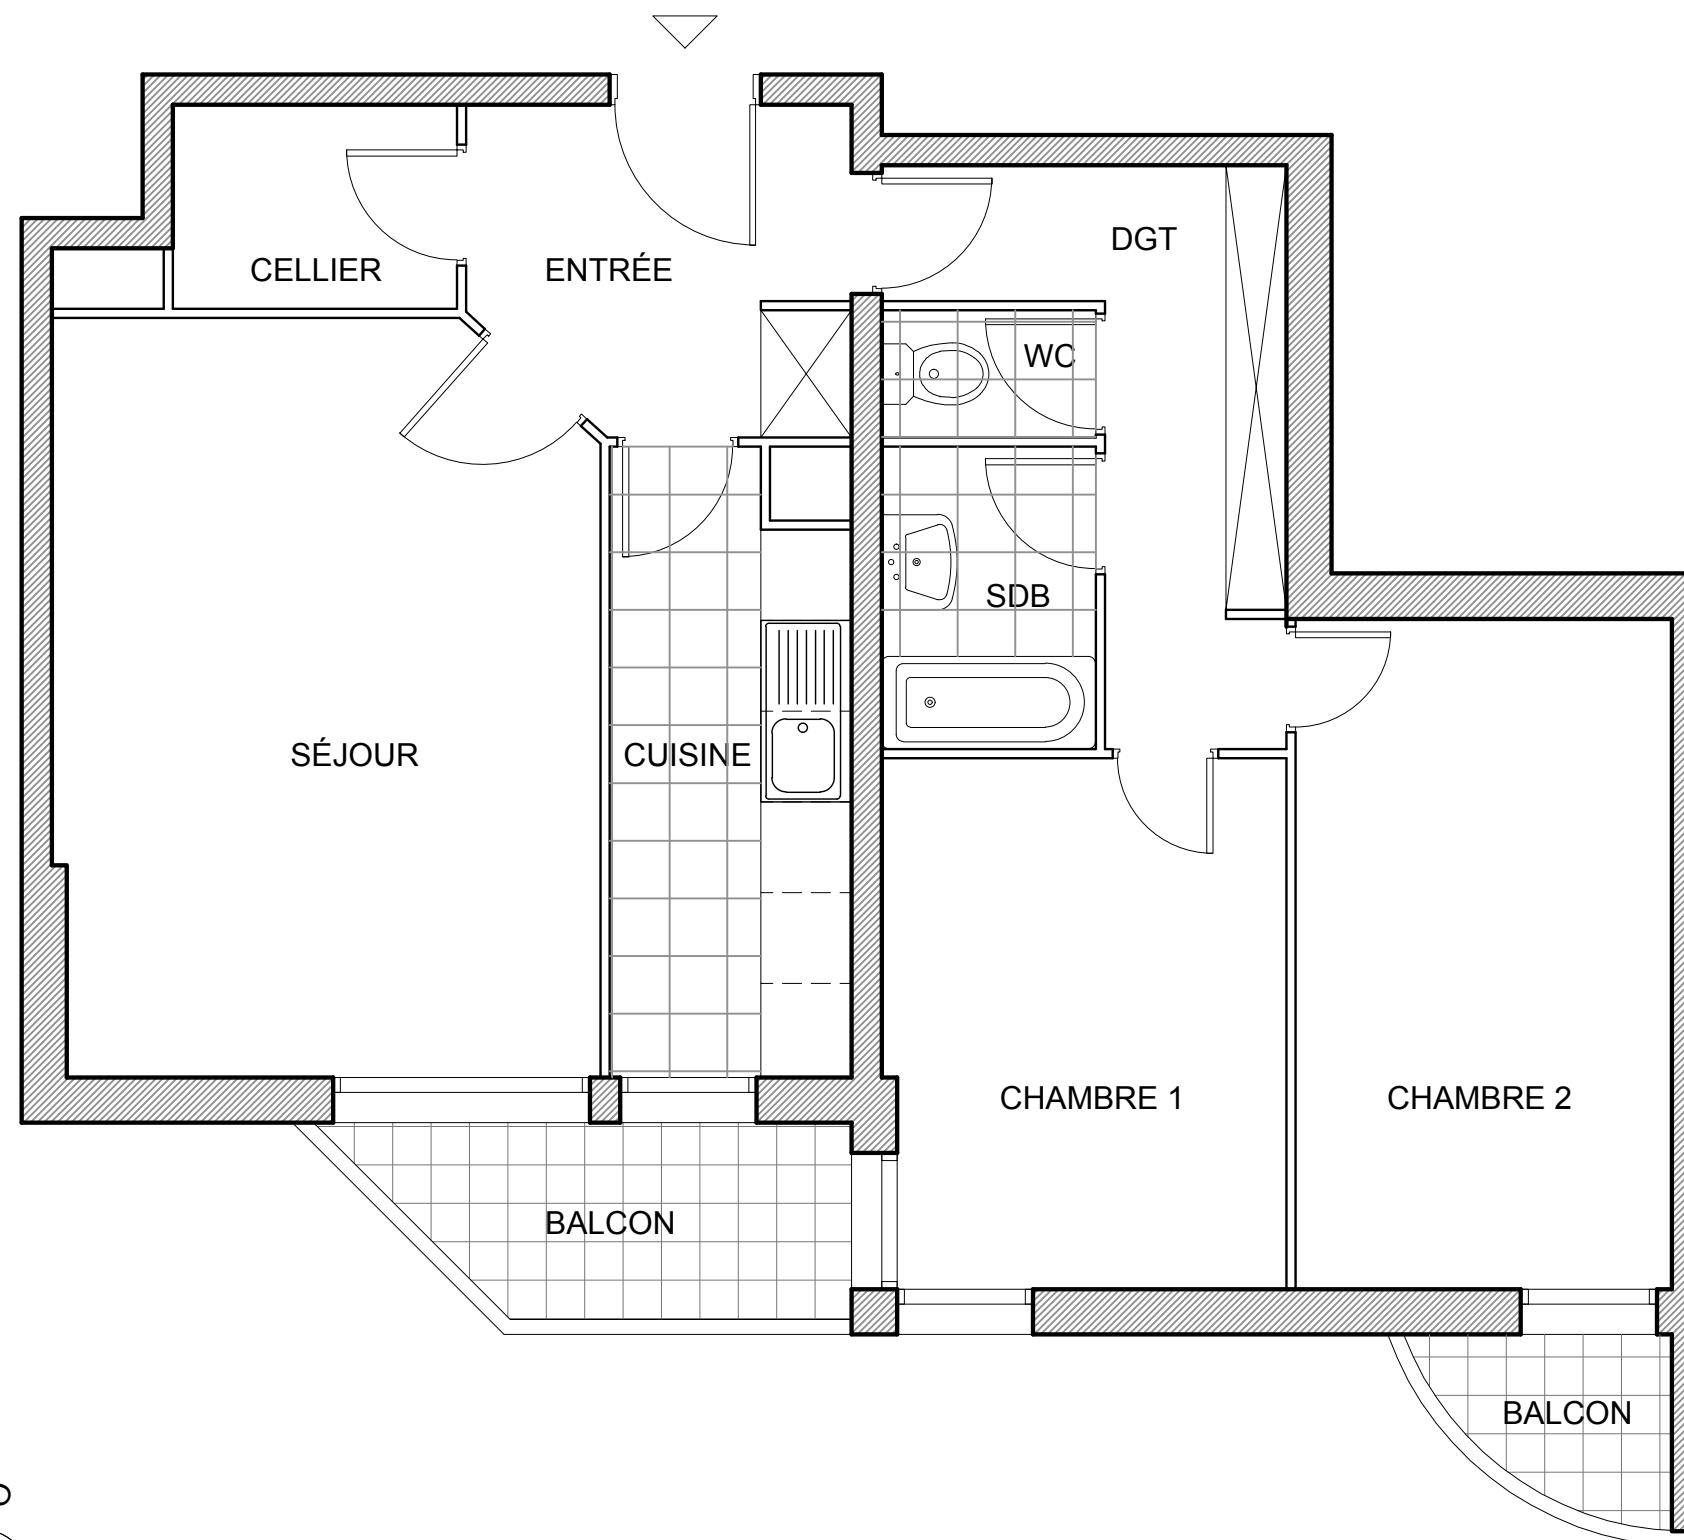 DGT
CELLIER
ENTRÉE
WC
SDB
SÉJOUR
CUISINE
CHAMBRE 1
CHAMBRE 2
BALCON
BALCON